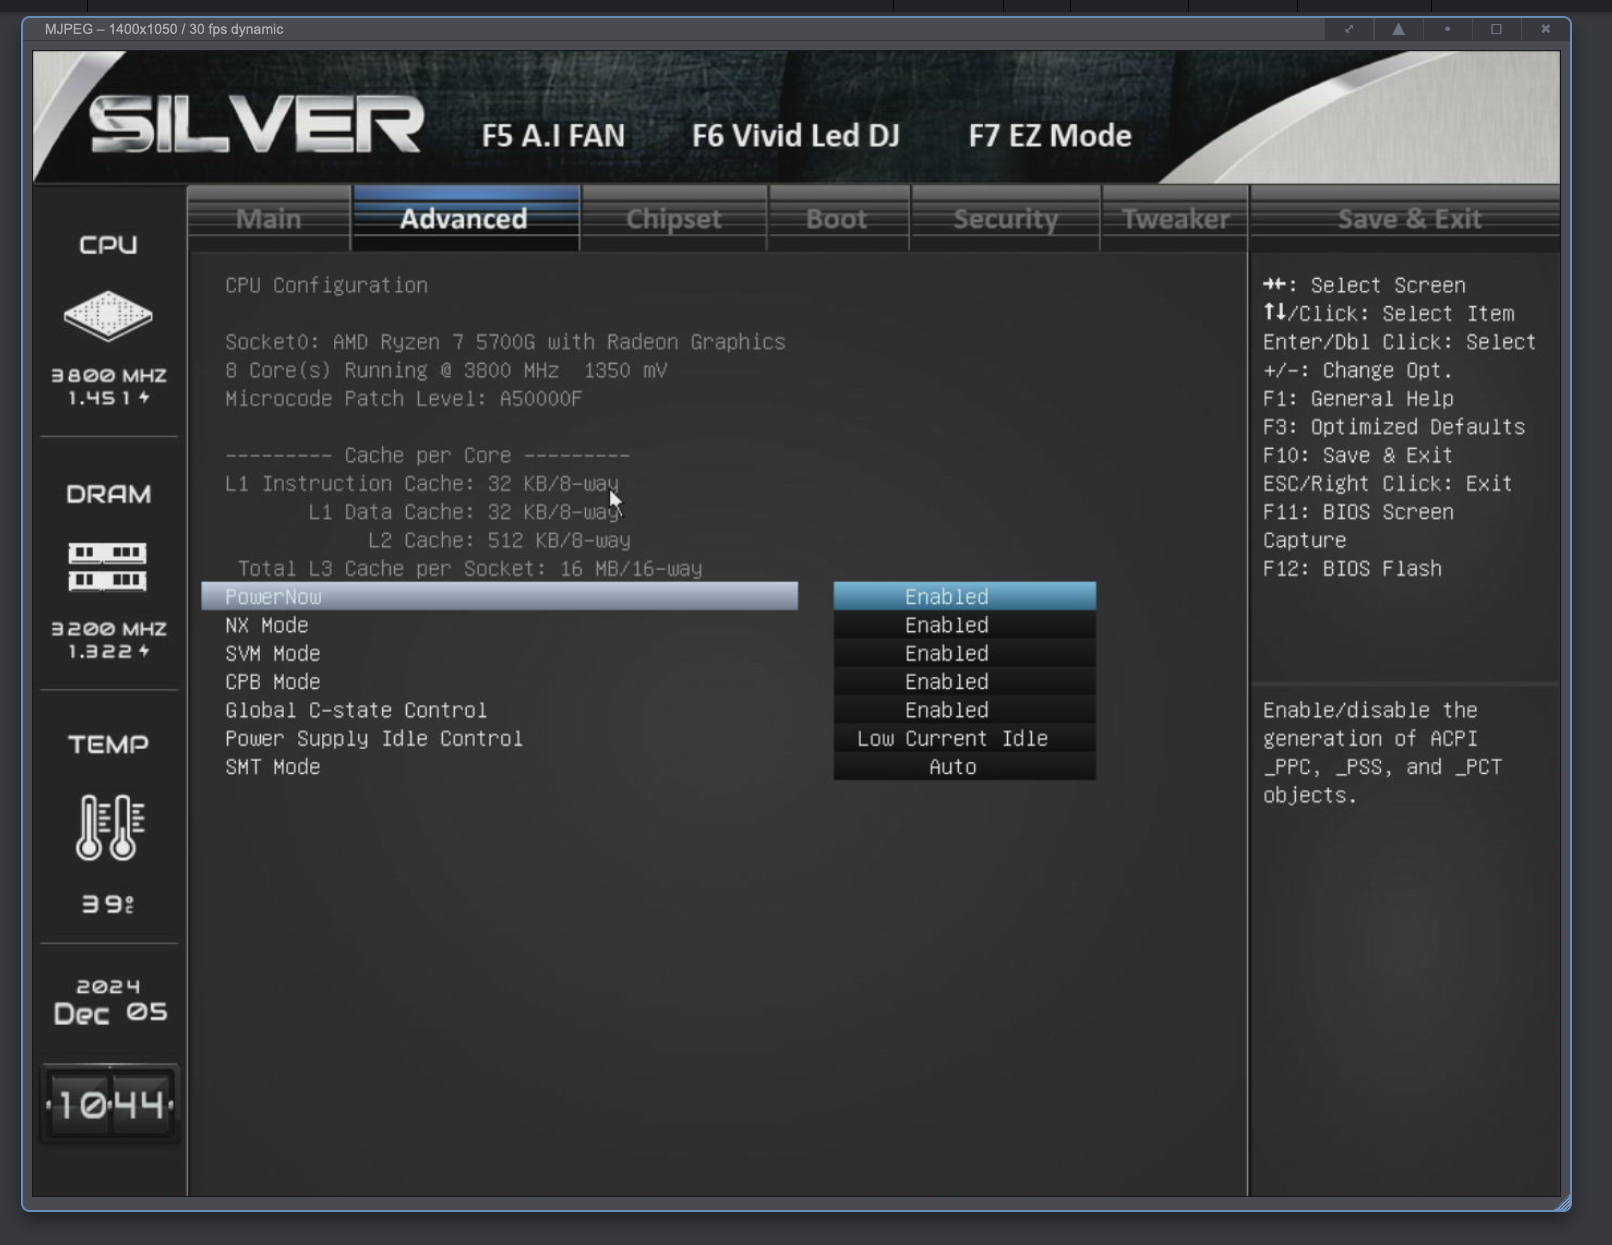 MJPEG – 1400x1050 / 30 fps dynamic
SILVER
F5 A.I FAN F6 Vivid Led DJ F7 EZ Mode
Main Advanced Chipset Boot Security Tweaker Save & Exit
CPU
3800 MHZ
1.451
DRAM
3200 MHZ
1.322
TEMP
39°C
2024
Dec 05
10:44
CPU Configuration
Socket0: AMD Ryzen 7 5700G with Radeon Graphics
8 Core(s) Running @ 3800 MHz 1350 mV
Microcode Patch Level: A50000F
--------- Cache per Core ---------
L1 Instruction Cache: 32 KB/8-way
L1 Data Cache: 32 KB/8-way
L2 Cache: 512 KB/8-way
Total L3 Cache per Socket: 16 MB/16-way
PowerNow Enabled
NX Mode Enabled
SVM Mode Enabled
CPB Mode Enabled
Global C-state Control Enabled
Power Supply Idle Control Low Current Idle
SMT Mode Auto
→←: Select Screen
↑↓/Click: Select Item
Enter/Dbl Click: Select
+/-: Change Opt.
F1: General Help
F3: Optimized Defaults
F10: Save & Exit
ESC/Right Click: Exit
F11: BIOS Screen
Capture
F12: BIOS Flash
Enable/disable the
generation of ACPI
_PPC, _PSS, and _PCT
objects.